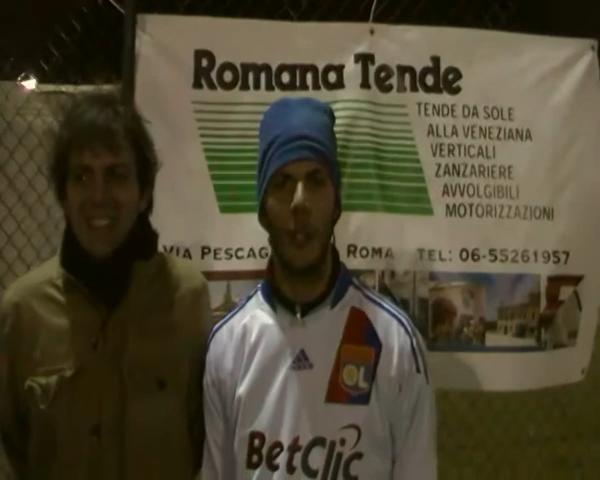 Romana Tende
TENDE DA SOLE
ALLA VENEZIANA
VERTICALI
ZANZARIERE
AVVOLGIBILI
MOTORIZZAZIONI
VIA PESCAG ROMA TEL: 06-55261957
OL
BetClic